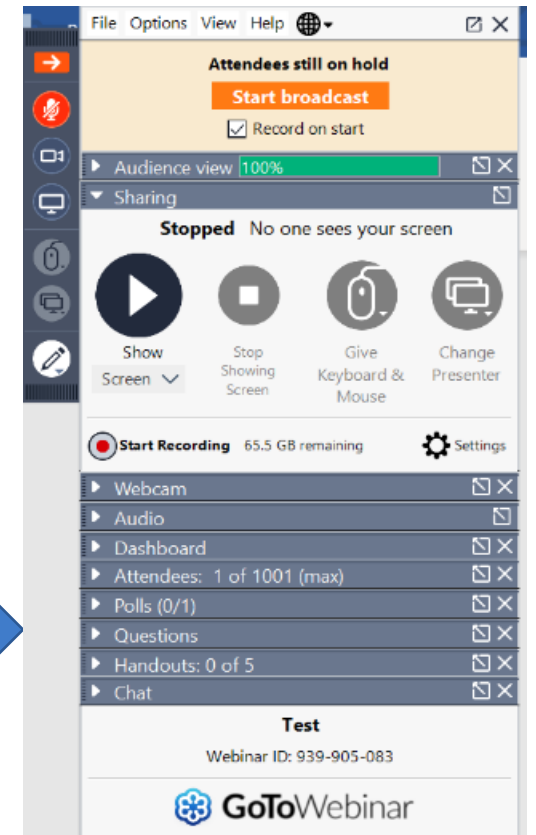 File Options View Help
Attendees still on hold
Start broadcast
Record on start
Audience view 100%
Sharing
Stopped No one sees your screen
Show
Screen
Stop
Showing
Screen
Give
Keyboard &
Mouse
Change
Presenter
Start Recording 65.5 GB remaining Settings
Webcam
Audio
Dashboard
Attendees: 1 of 1001 (max)
Polls (0/1)
Questions
Handouts: 0 of 5
Chat
Test
Webinar ID: 939-905-083
GoToWebinar